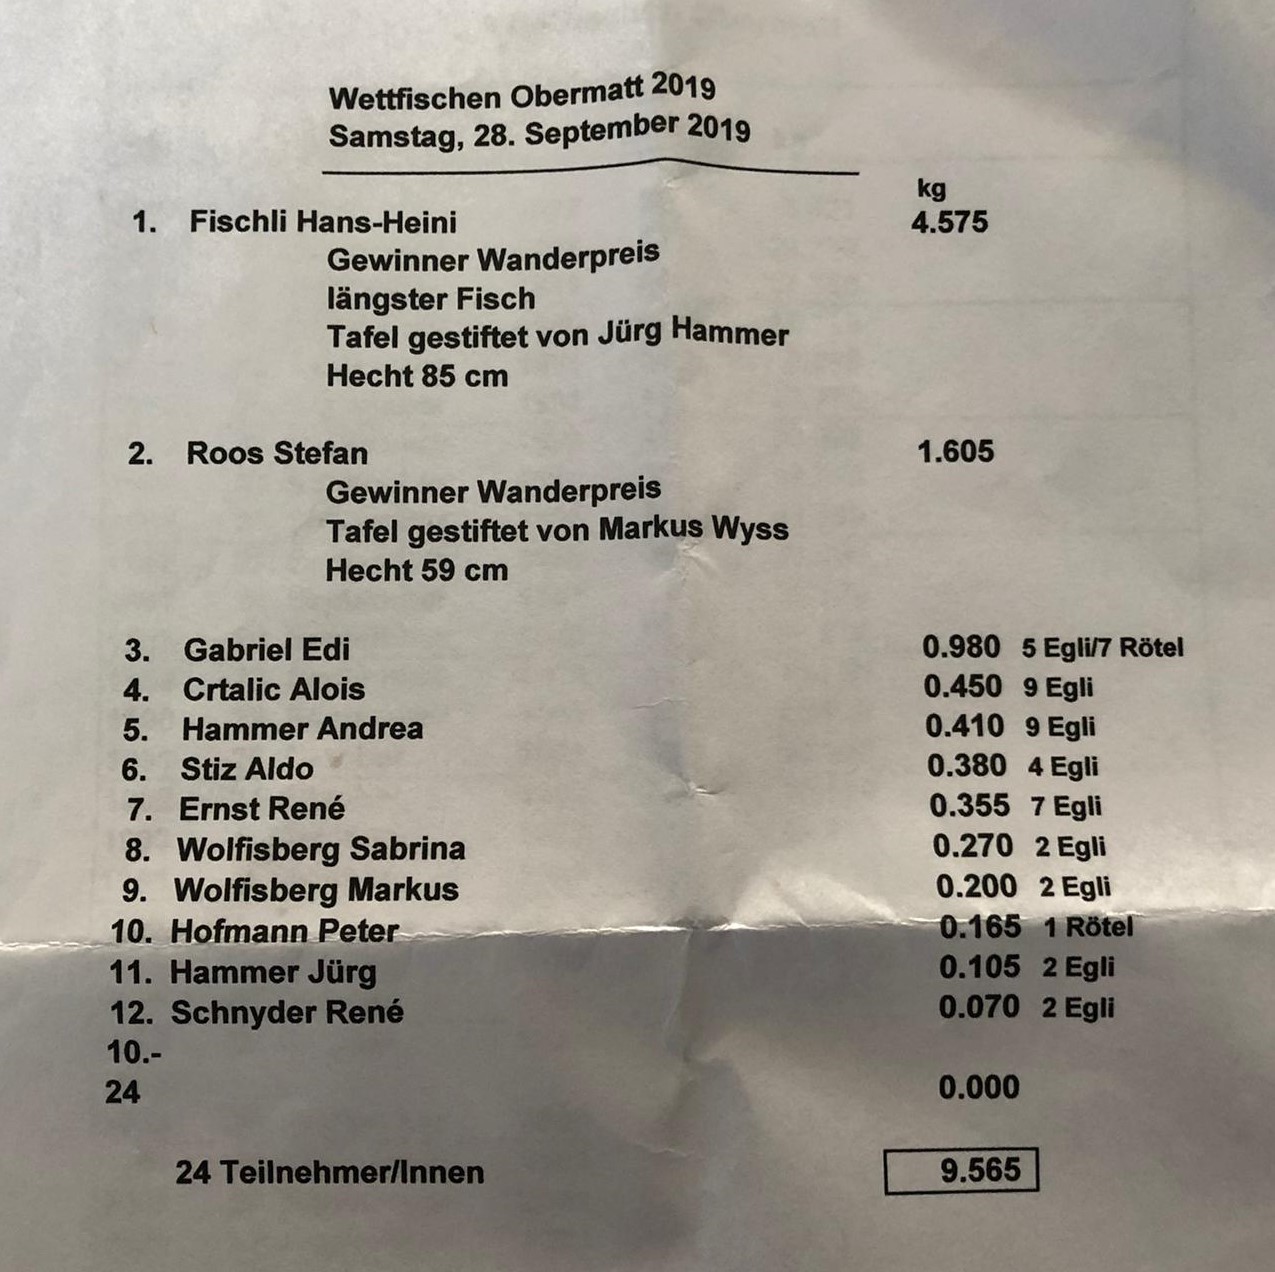 Wettfischen Obermatt 2019
Samstag, 28. September 2019
kg
1. Fischli Hans-Heini 4.575
Gewinner Wanderpreis
längster Fisch
Tafel gestiftet von Jürg Hammer
Hecht 85 cm
2. Roos Stefan 1.605
Gewinner Wanderpreis
Tafel gestiftet von Markus Wyss
Hecht 59 cm
3. Gabriel Edi 0.980 5 Egli/7 Rötel
4. Crtalic Alois 0.450 9 Egli
5. Hammer Andrea 0.410 9 Egli
6. Stiz Aldo 0.380 4 Egli
7. Ernst René 0.355 7 Egli
8. Wolfisberg Sabrina 0.270 2 Egli
9. Wolfisberg Markus 0.200 2 Egli
10. Hofmann Peter 0.165 1 Rötel
11. Hammer Jürg 0.105 2 Egli
12. Schnyder René 0.070 2 Egli
10.-
24 0.000
24 Teilnehmer/Innen 9.565